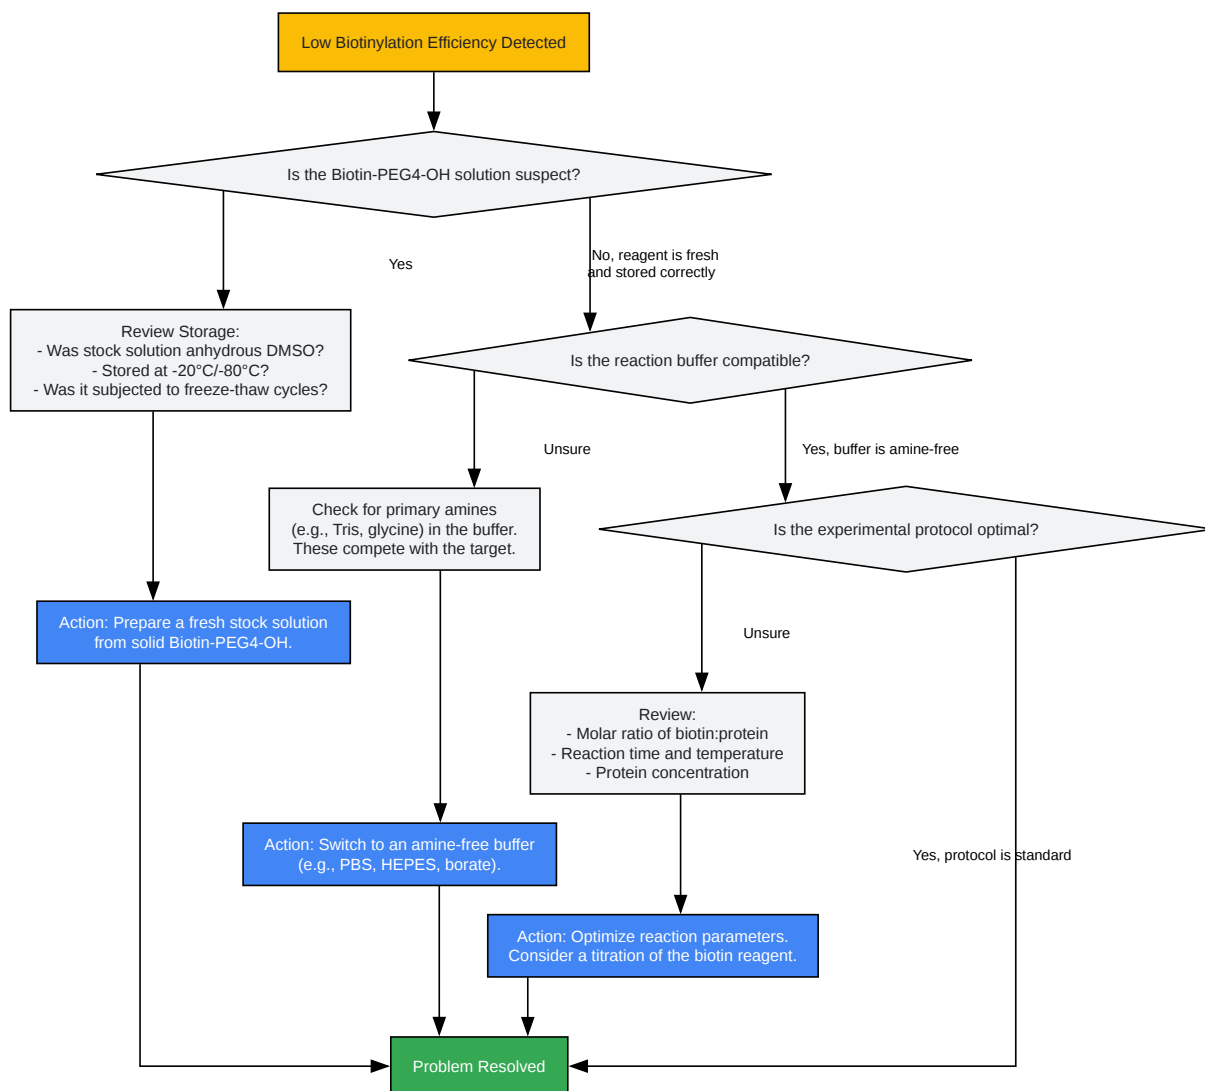 Low Biotinylation Efficiency Detected
Is the Biotin-PEG4-OH solution suspect?
Yes
No, reagent is fresh
and stored correctly
Review Storage:
- Was stock solution anhydrous DMSO?
- Stored at -20°C/-80°C?
- Was it subjected to freeze-thaw cycles?
Is the reaction buffer compatible?
Unsure
Yes, buffer is amine-free
Check for primary amines
(e.g., Tris, glycine) in the buffer.
These compete with the target.
Is the experimental protocol optimal?
Action: Prepare a fresh stock solution
from solid Biotin-PEG4-OH.
Unsure
Review:
- Molar ratio of biotin:protein
- Reaction time and temperature
- Protein concentration
Action: Switch to an amine-free buffer
(e.g., PBS, HEPES, borate).
Yes, protocol is standard
Action: Optimize reaction parameters.
Consider a titration of the biotin reagent.
Problem Resolved